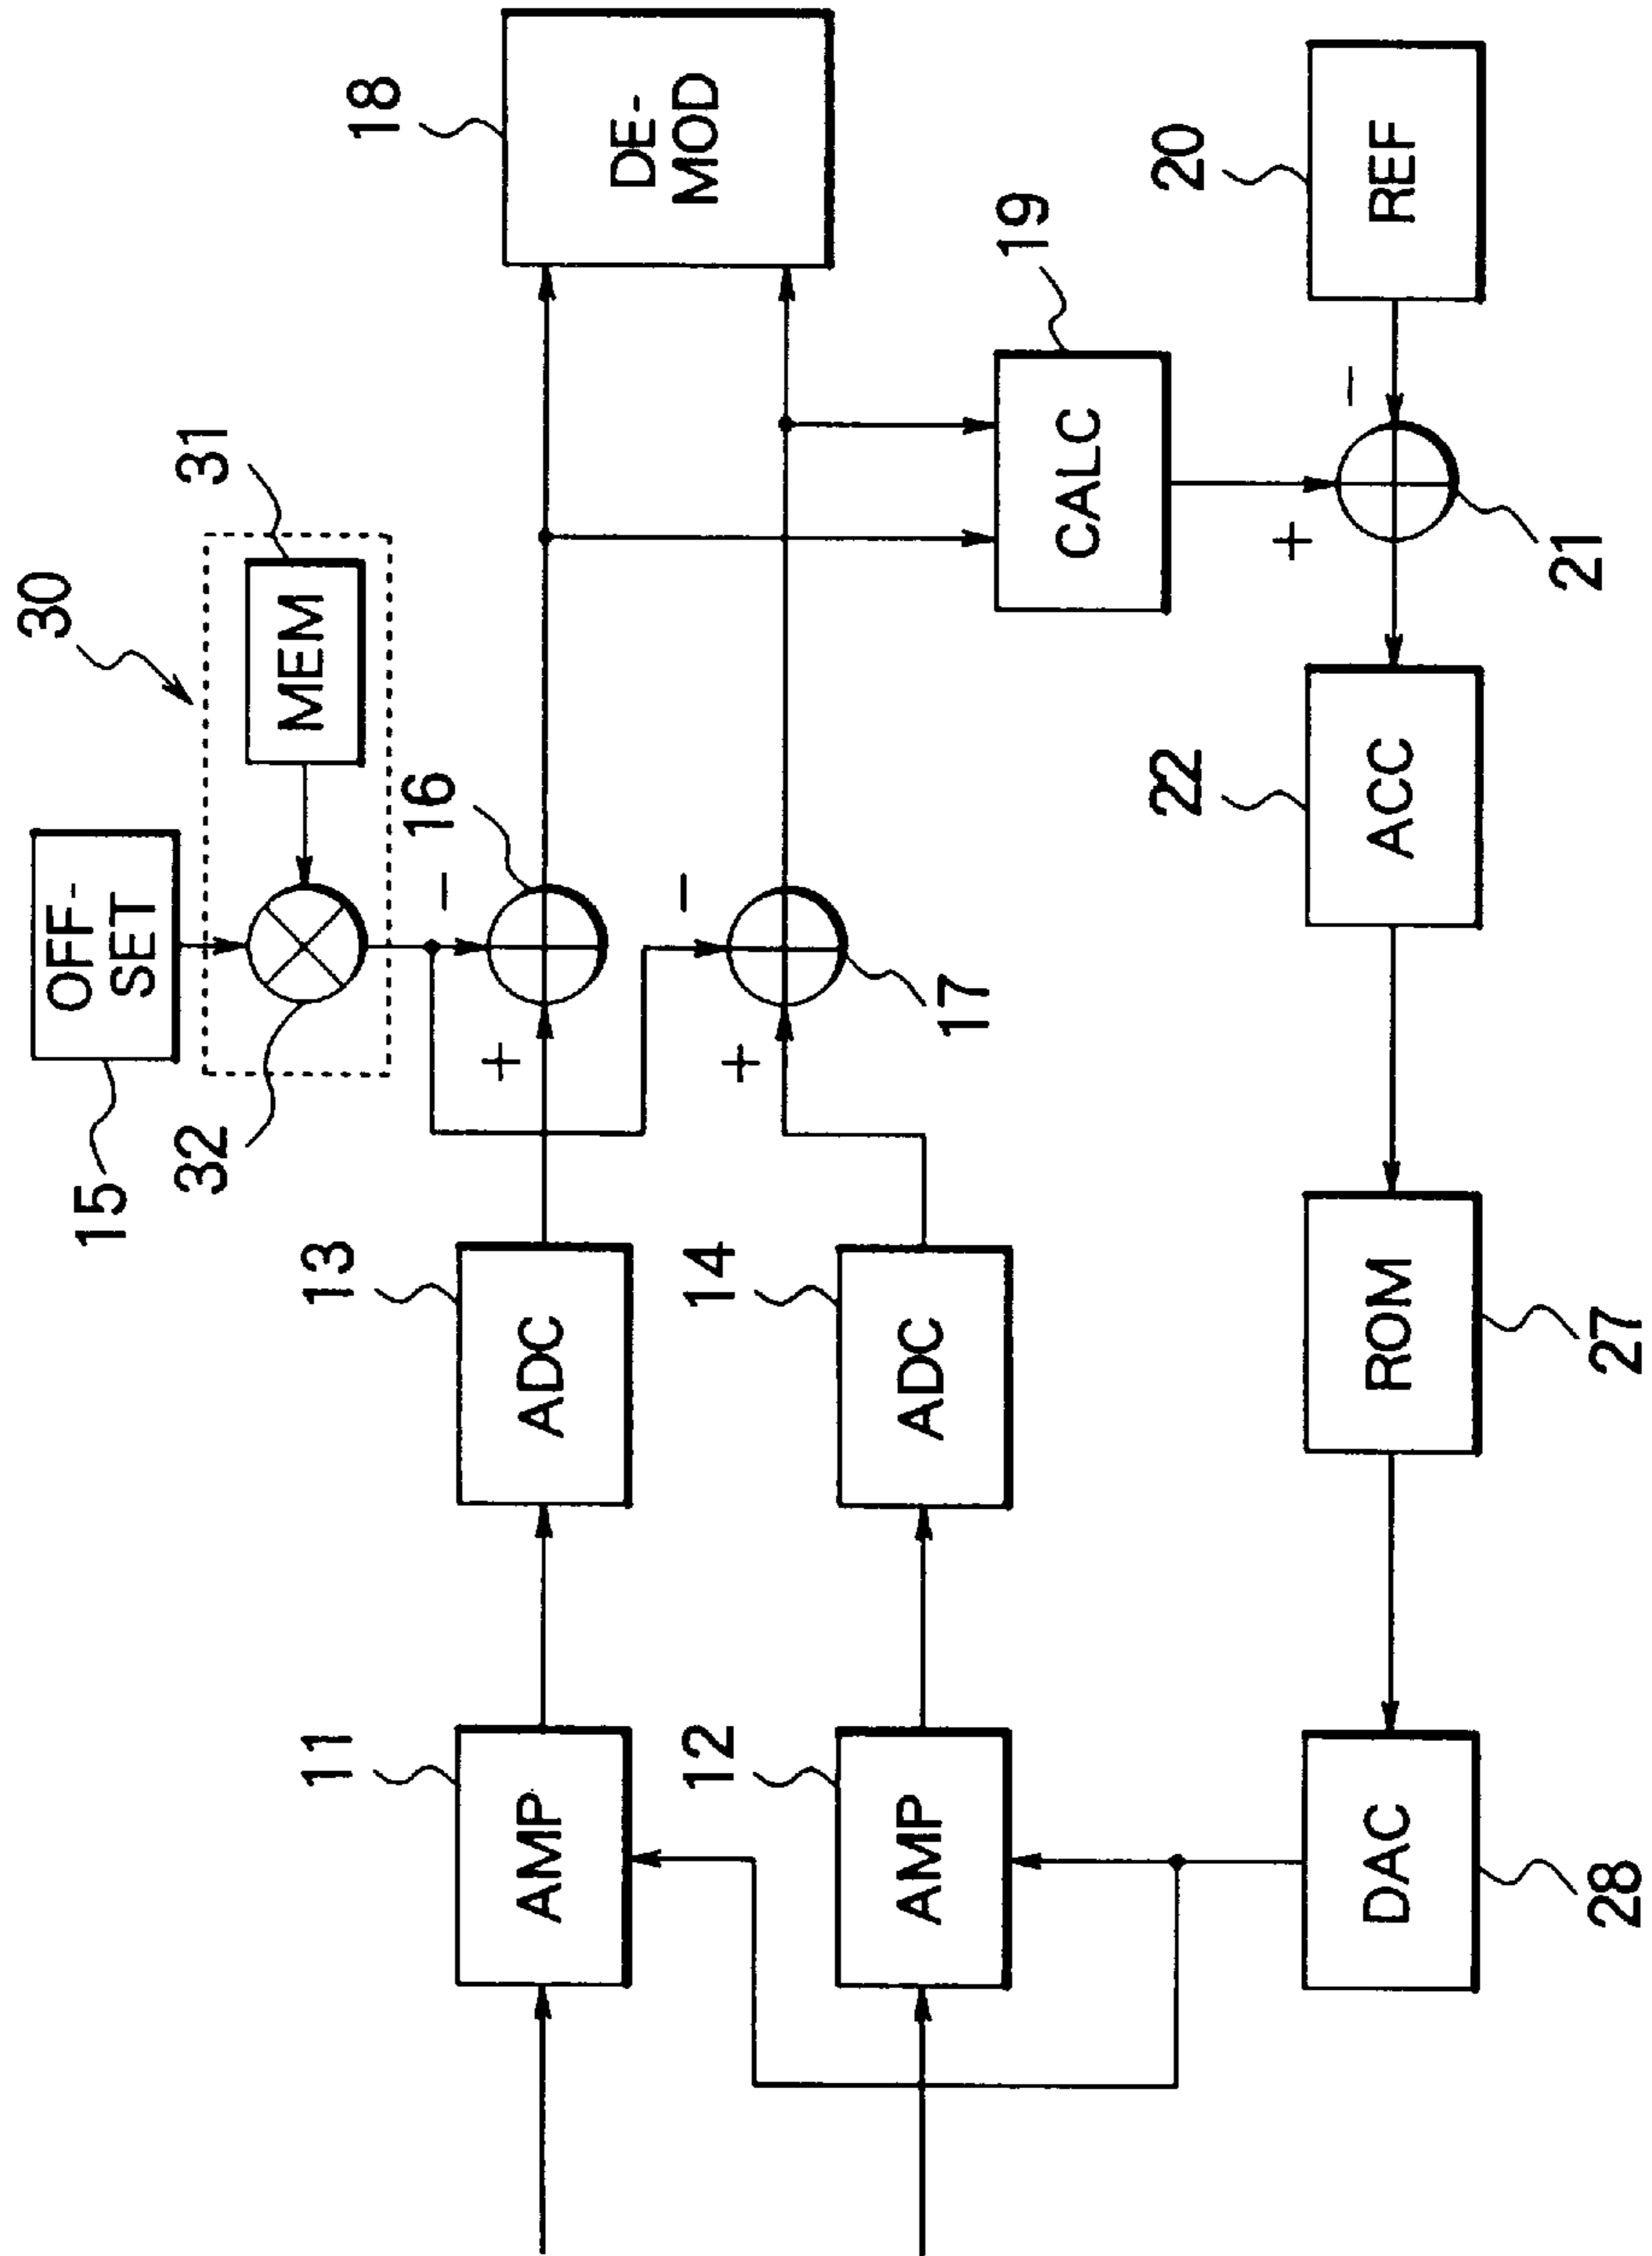 30
OFF-
SET
15
31
MEM
32
11
AMP
13
ADC
+
-
16
18
DE-
MOD
12
AMP
14
ADC
+
-
17
19
CALC
28
DAC
27
ROM
22
ACC
+
-
21
20
REF